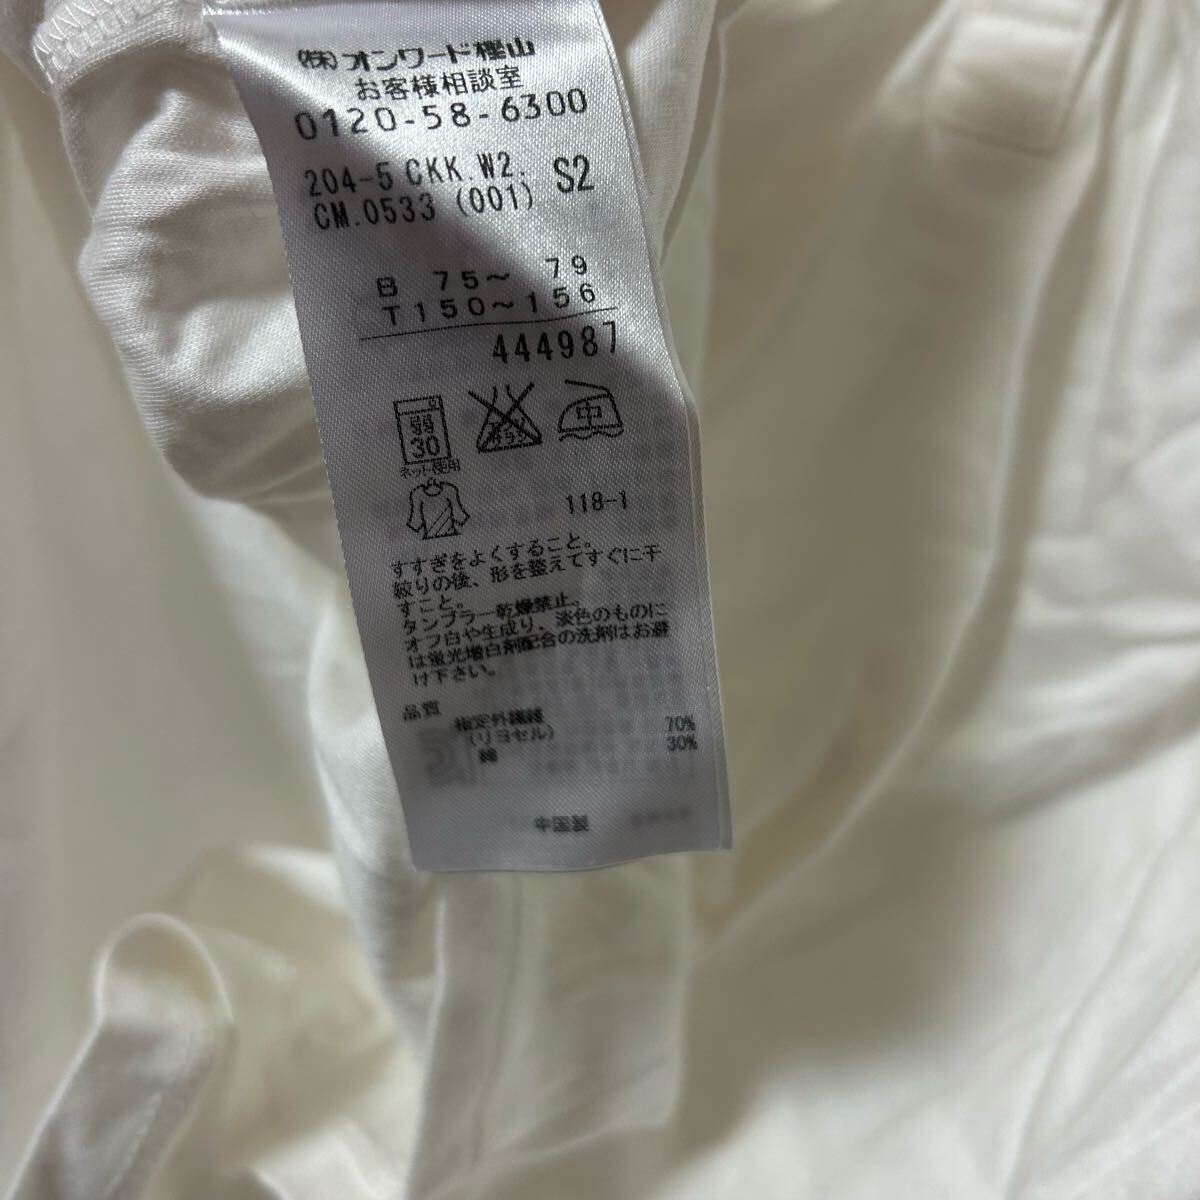 (株)オンワード樫山
お客様相談室
0120-58-6300
204-5 CKK.W2.
CM.0533 (001) S2
B 75～ 79
T150～156
444987
弱
30
ネット使用
中
118-1
すすぎをよくすること。
絞りの後、形を整えてすぐに干
すこと。
タンブラー乾燥禁止。
オフ白や生成り、淡色のものに
は蛍光増白剤配合の洗剤はお避
け下さい。
品質
指定外繊維 70%
(リヨセル)
綿 30%
中国製